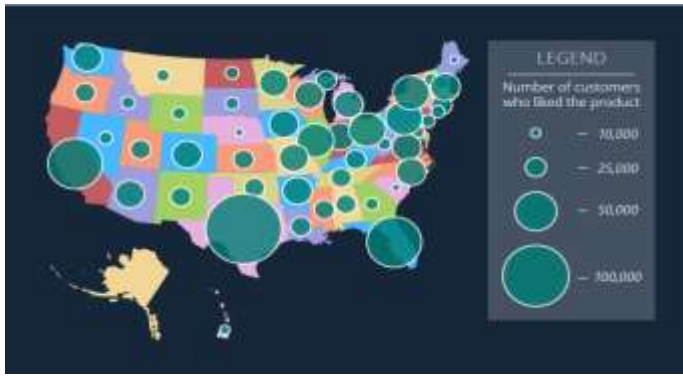 LEGEND
Number of customers
who liked the product
— 10,000
— 25,000
— 50,000
— 100,000